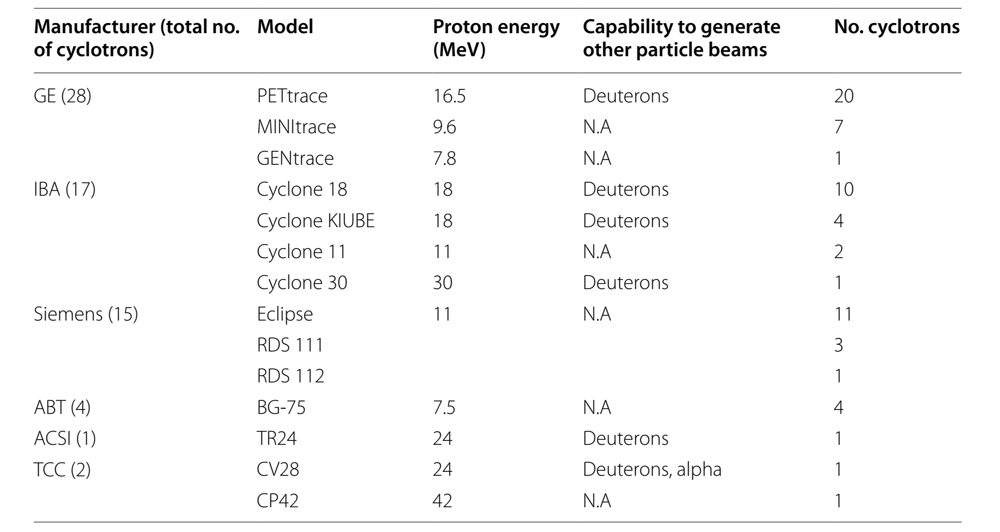 Manufacturer (total no. of cyclotrons) Model Proton energy (MeV) Capability to generate other particle beams No. cyclotrons
GE (28) PETtrace 16.5 Deuterons 20
MINItrace 9.6 N.A 7
GENtrace 7.8 N.A 1
IBA (17) Cyclone 18 18 Deuterons 10
Cyclone KIUBE 18 Deuterons 4
Cyclone 11 11 N.A 2
Cyclone 30 30 Deuterons 1
Siemens (15) Eclipse 11 N.A 11
RDS 111 3
RDS 112 1
ABT (4) BG-75 7.5 N.A 4
ACSI (1) TR24 24 Deuterons 1
TCC (2) CV28 24 Deuterons, alpha 1
CP42 42 N.A 1